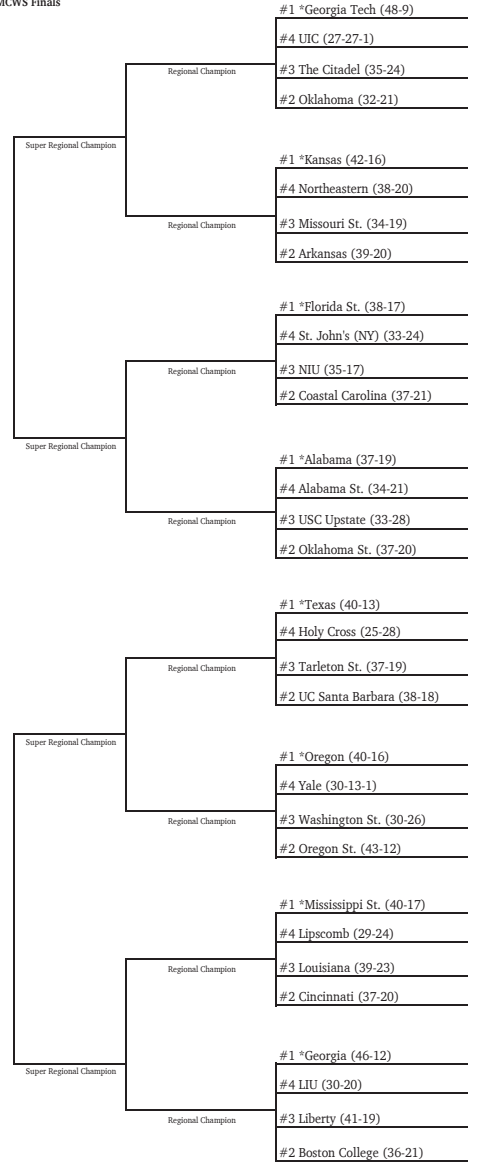 MCWS Finals
#1 *Georgia Tech (48-9)
#4 UIC (27-27-1)
Regional Champion
#3 The Citadel (35-24)
#2 Oklahoma (32-21)
Super Regional Champion
#1 *Kansas (42-16)
#4 Northeastern (38-20)
Regional Champion
#3 Missouri St. (34-19)
#2 Arkansas (39-20)
#1 *Florida St. (38-17)
#4 St. John's (NY) (33-24)
Regional Champion
#3 NIU (35-17)
#2 Coastal Carolina (37-21)
Super Regional Champion
#1 *Alabama (37-19)
#4 Alabama St. (34-21)
Regional Champion
#3 USC Upstate (33-28)
#2 Oklahoma St. (37-20)
#1 *Texas (40-13)
#4 Holy Cross (25-28)
Regional Champion
#3 Tarleton St. (37-19)
#2 UC Santa Barbara (38-18)
Super Regional Champion
#1 *Oregon (40-16)
#4 Yale (30-13-1)
Regional Champion
#3 Washington St. (30-26)
#2 Oregon St. (43-12)
#1 *Mississippi St. (40-17)
#4 Lipscomb (29-24)
Regional Champion
#3 Louisiana (39-23)
#2 Cincinnati (37-20)
Super Regional Champion
#1 *Georgia (46-12)
#4 LIU (30-20)
Regional Champion
#3 Liberty (41-19)
#2 Boston College (36-21)